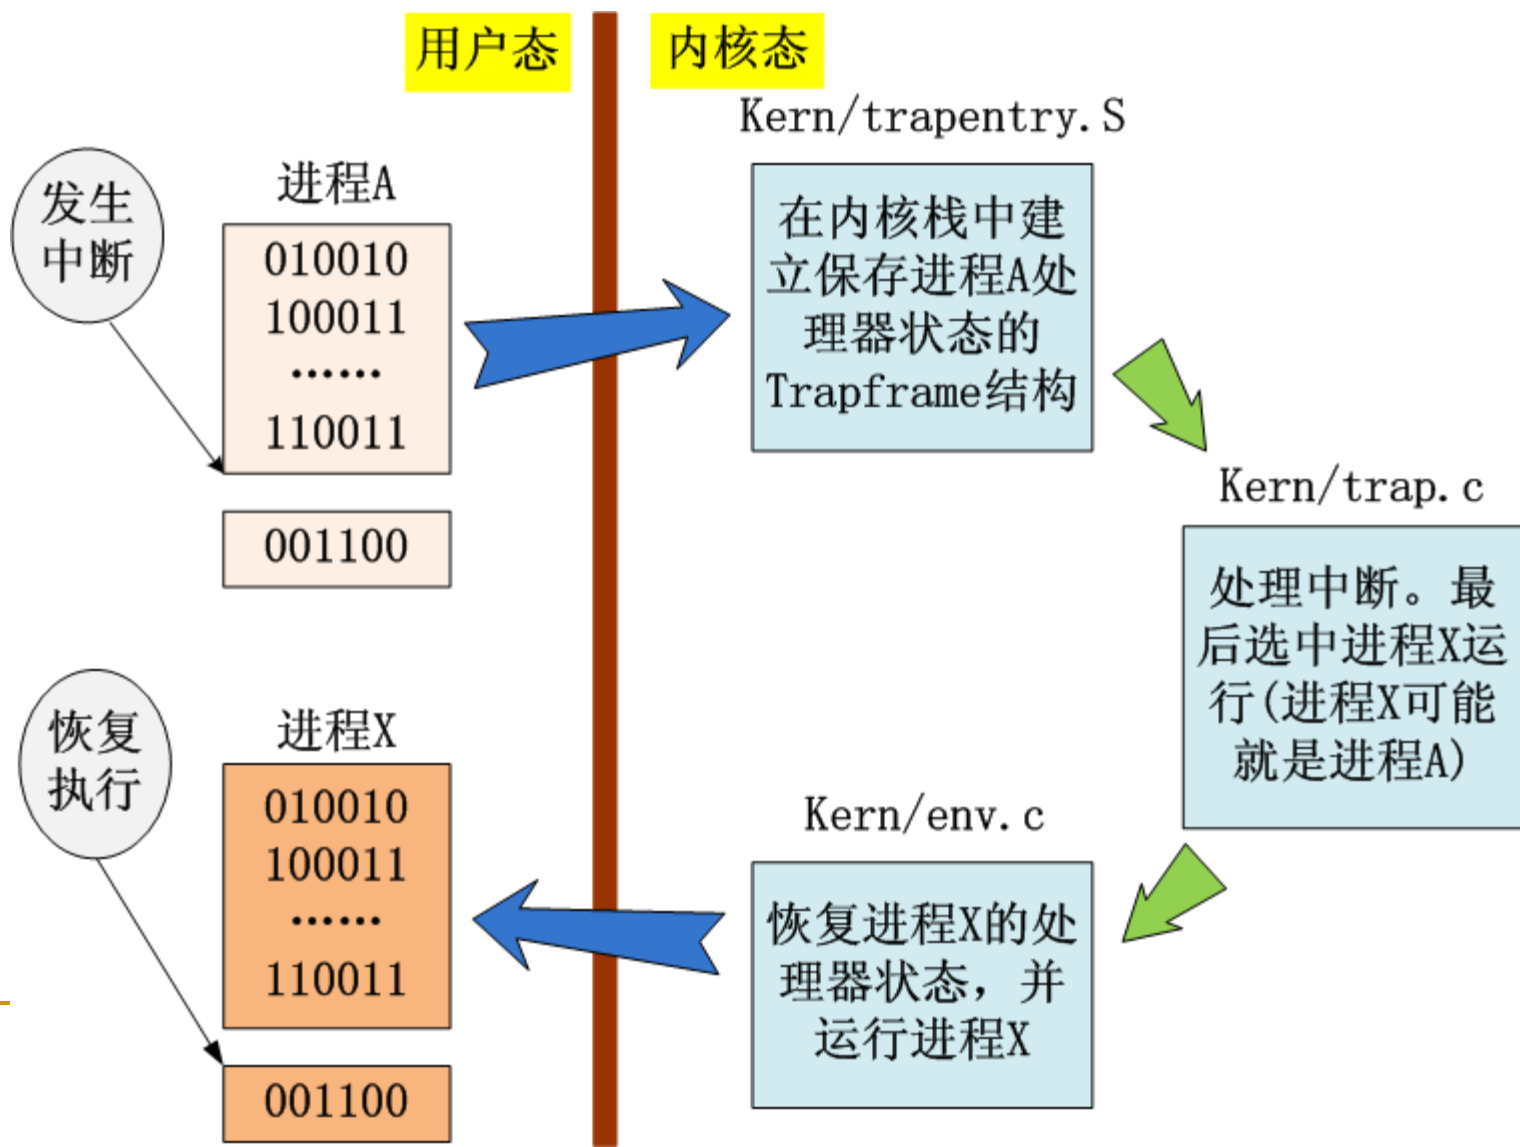 用户态
内核态
Kern/trapentry.S
发生
中断
进程A
010010
100011
……
110011
001100
在内核栈中建
立保存进程A处
理器状态的
Trapframe结构
Kern/trap.c
处理中断。最
后选中进程X运
行(进程X可能
就是进程A)
Kern/env.c
恢复进程X的处
理器状态，并
运行进程X
恢复
执行
进程X
010010
100011
……
110011
001100